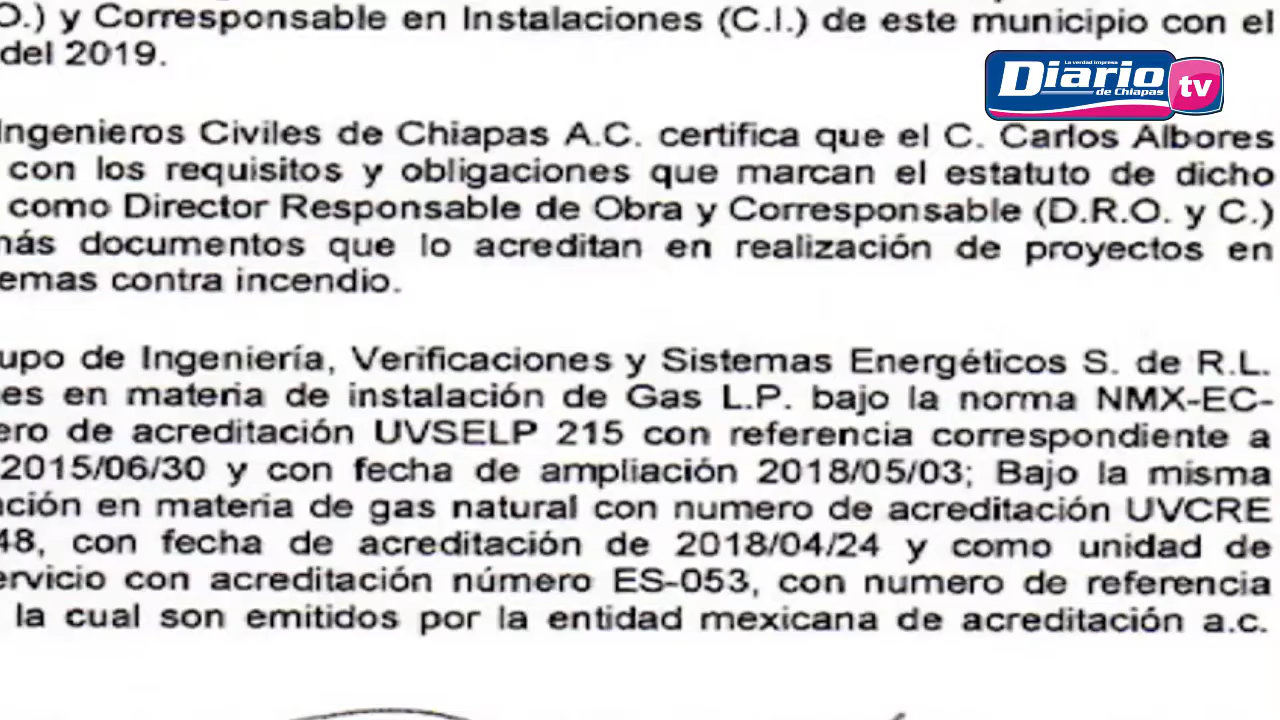 O.) y Corresponsable en Instalaciones (C.I.) de este municipio con el
del 2019.
La verdad impresa
Diario
de Chiapas
tv
Ingenieros Civiles de Chiapas A.C. certifica que el C. Carlos Albores
con los requisitos y obligaciones que marcan el estatuto de dicho
como Director Responsable de Obra y Corresponsable (D.R.O. y C.)
más documentos que lo acreditan en realización de proyectos en
emas contra incendio.
upo de Ingeniería, Verificaciones y Sistemas Energéticos S. de R.L.
es en materia de instalación de Gas L.P. bajo la norma NMX-EC-
ero de acreditación UVSELP 215 con referencia correspondiente a
2015/06/30 y con fecha de ampliación 2018/05/03; Bajo la misma
ción en materia de gas natural con numero de acreditación UVCRE
48, con fecha de acreditación de 2018/04/24 y como unidad de
ervicio con acreditación número ES-053, con numero de referencia
la cual son emitidos por la entidad mexicana de acreditación a.c.